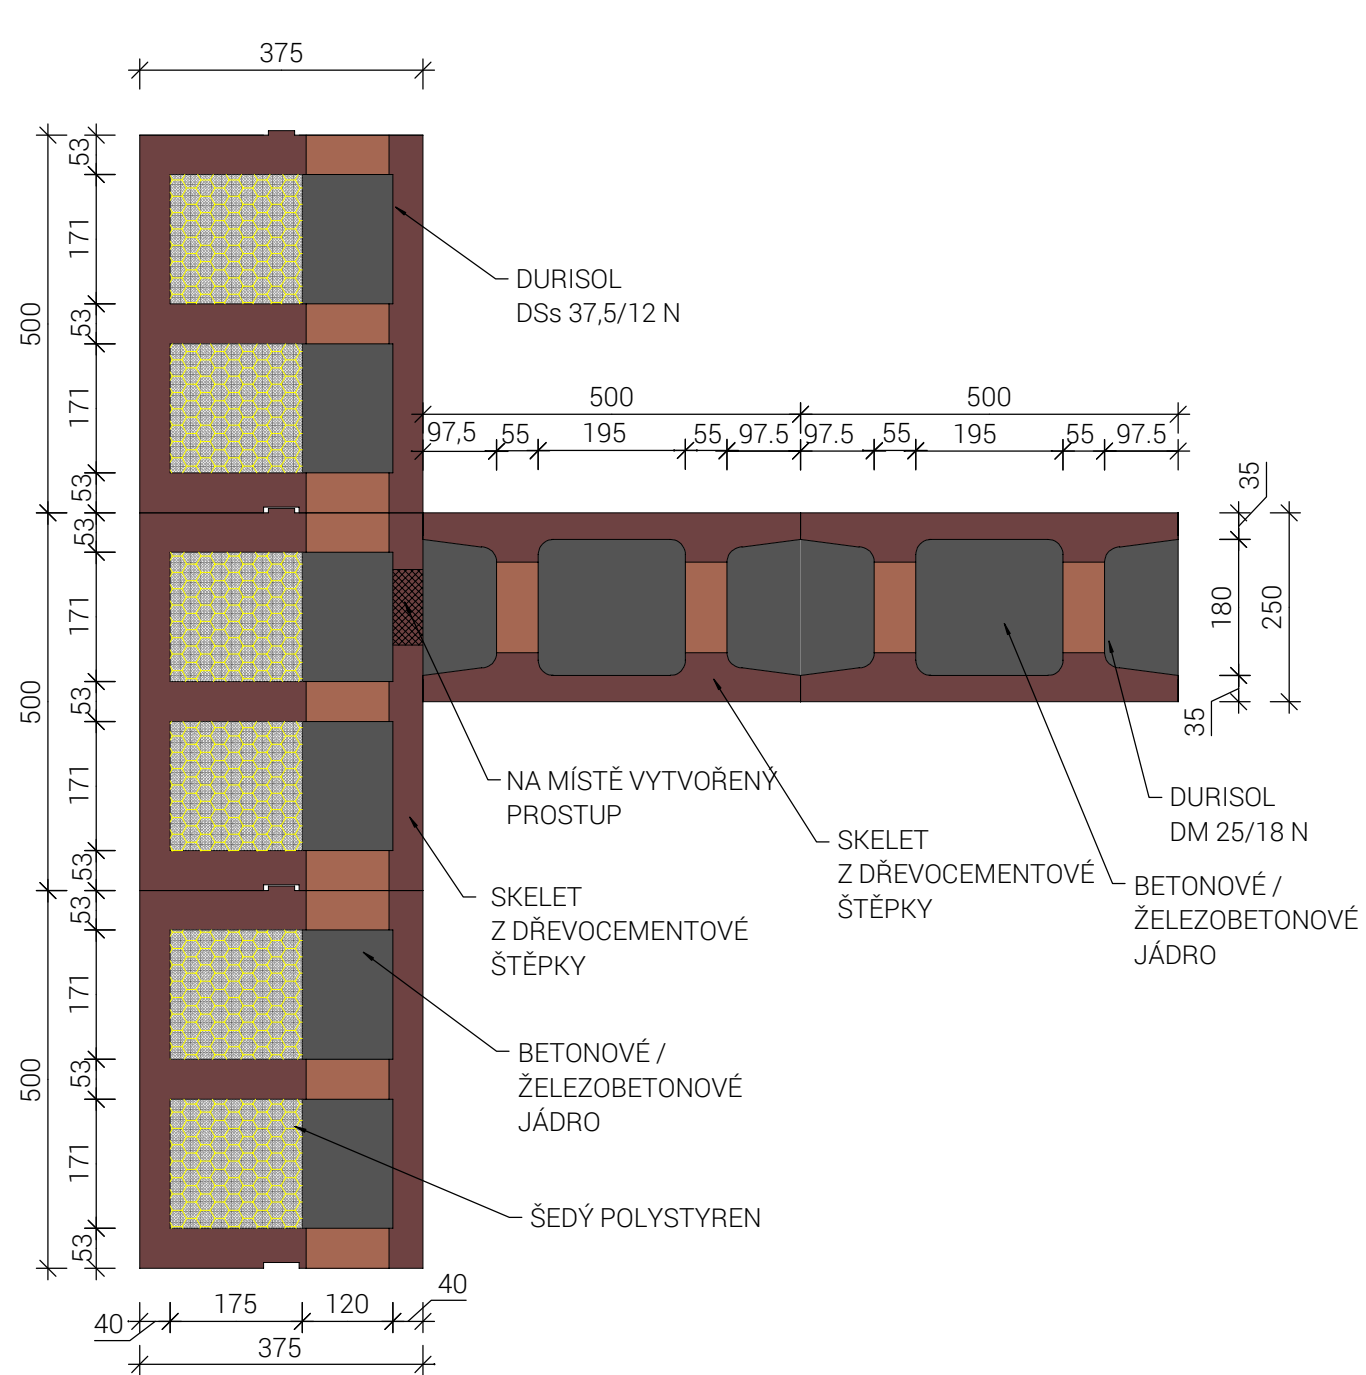 375
53
171
53
171
53
500
DURISOL
DSs 37,5/12 N
500
500
97,5
55
195
55
97.5
97.5
55
195
55
97.5
35
180
250
35
53
171
53
171
53
500
NA MÍSTĚ VYTVOŘENÝ
PROSTUP
SKELET
Z DŘEVOCEMENTOVÉ
ŠTĚPKY
DURISOL
DM 25/18 N
SKELET
Z DŘEVOCEMENTOVÉ
ŠTĚPKY
BETONOVÉ /
ŽELEZOBETONOVÉ
JÁDRO
53
171
53
171
53
500
BETONOVÉ /
ŽELEZOBETONOVÉ
JÁDRO
ŠEDÝ POLYSTYREN
40
175
120
40
375